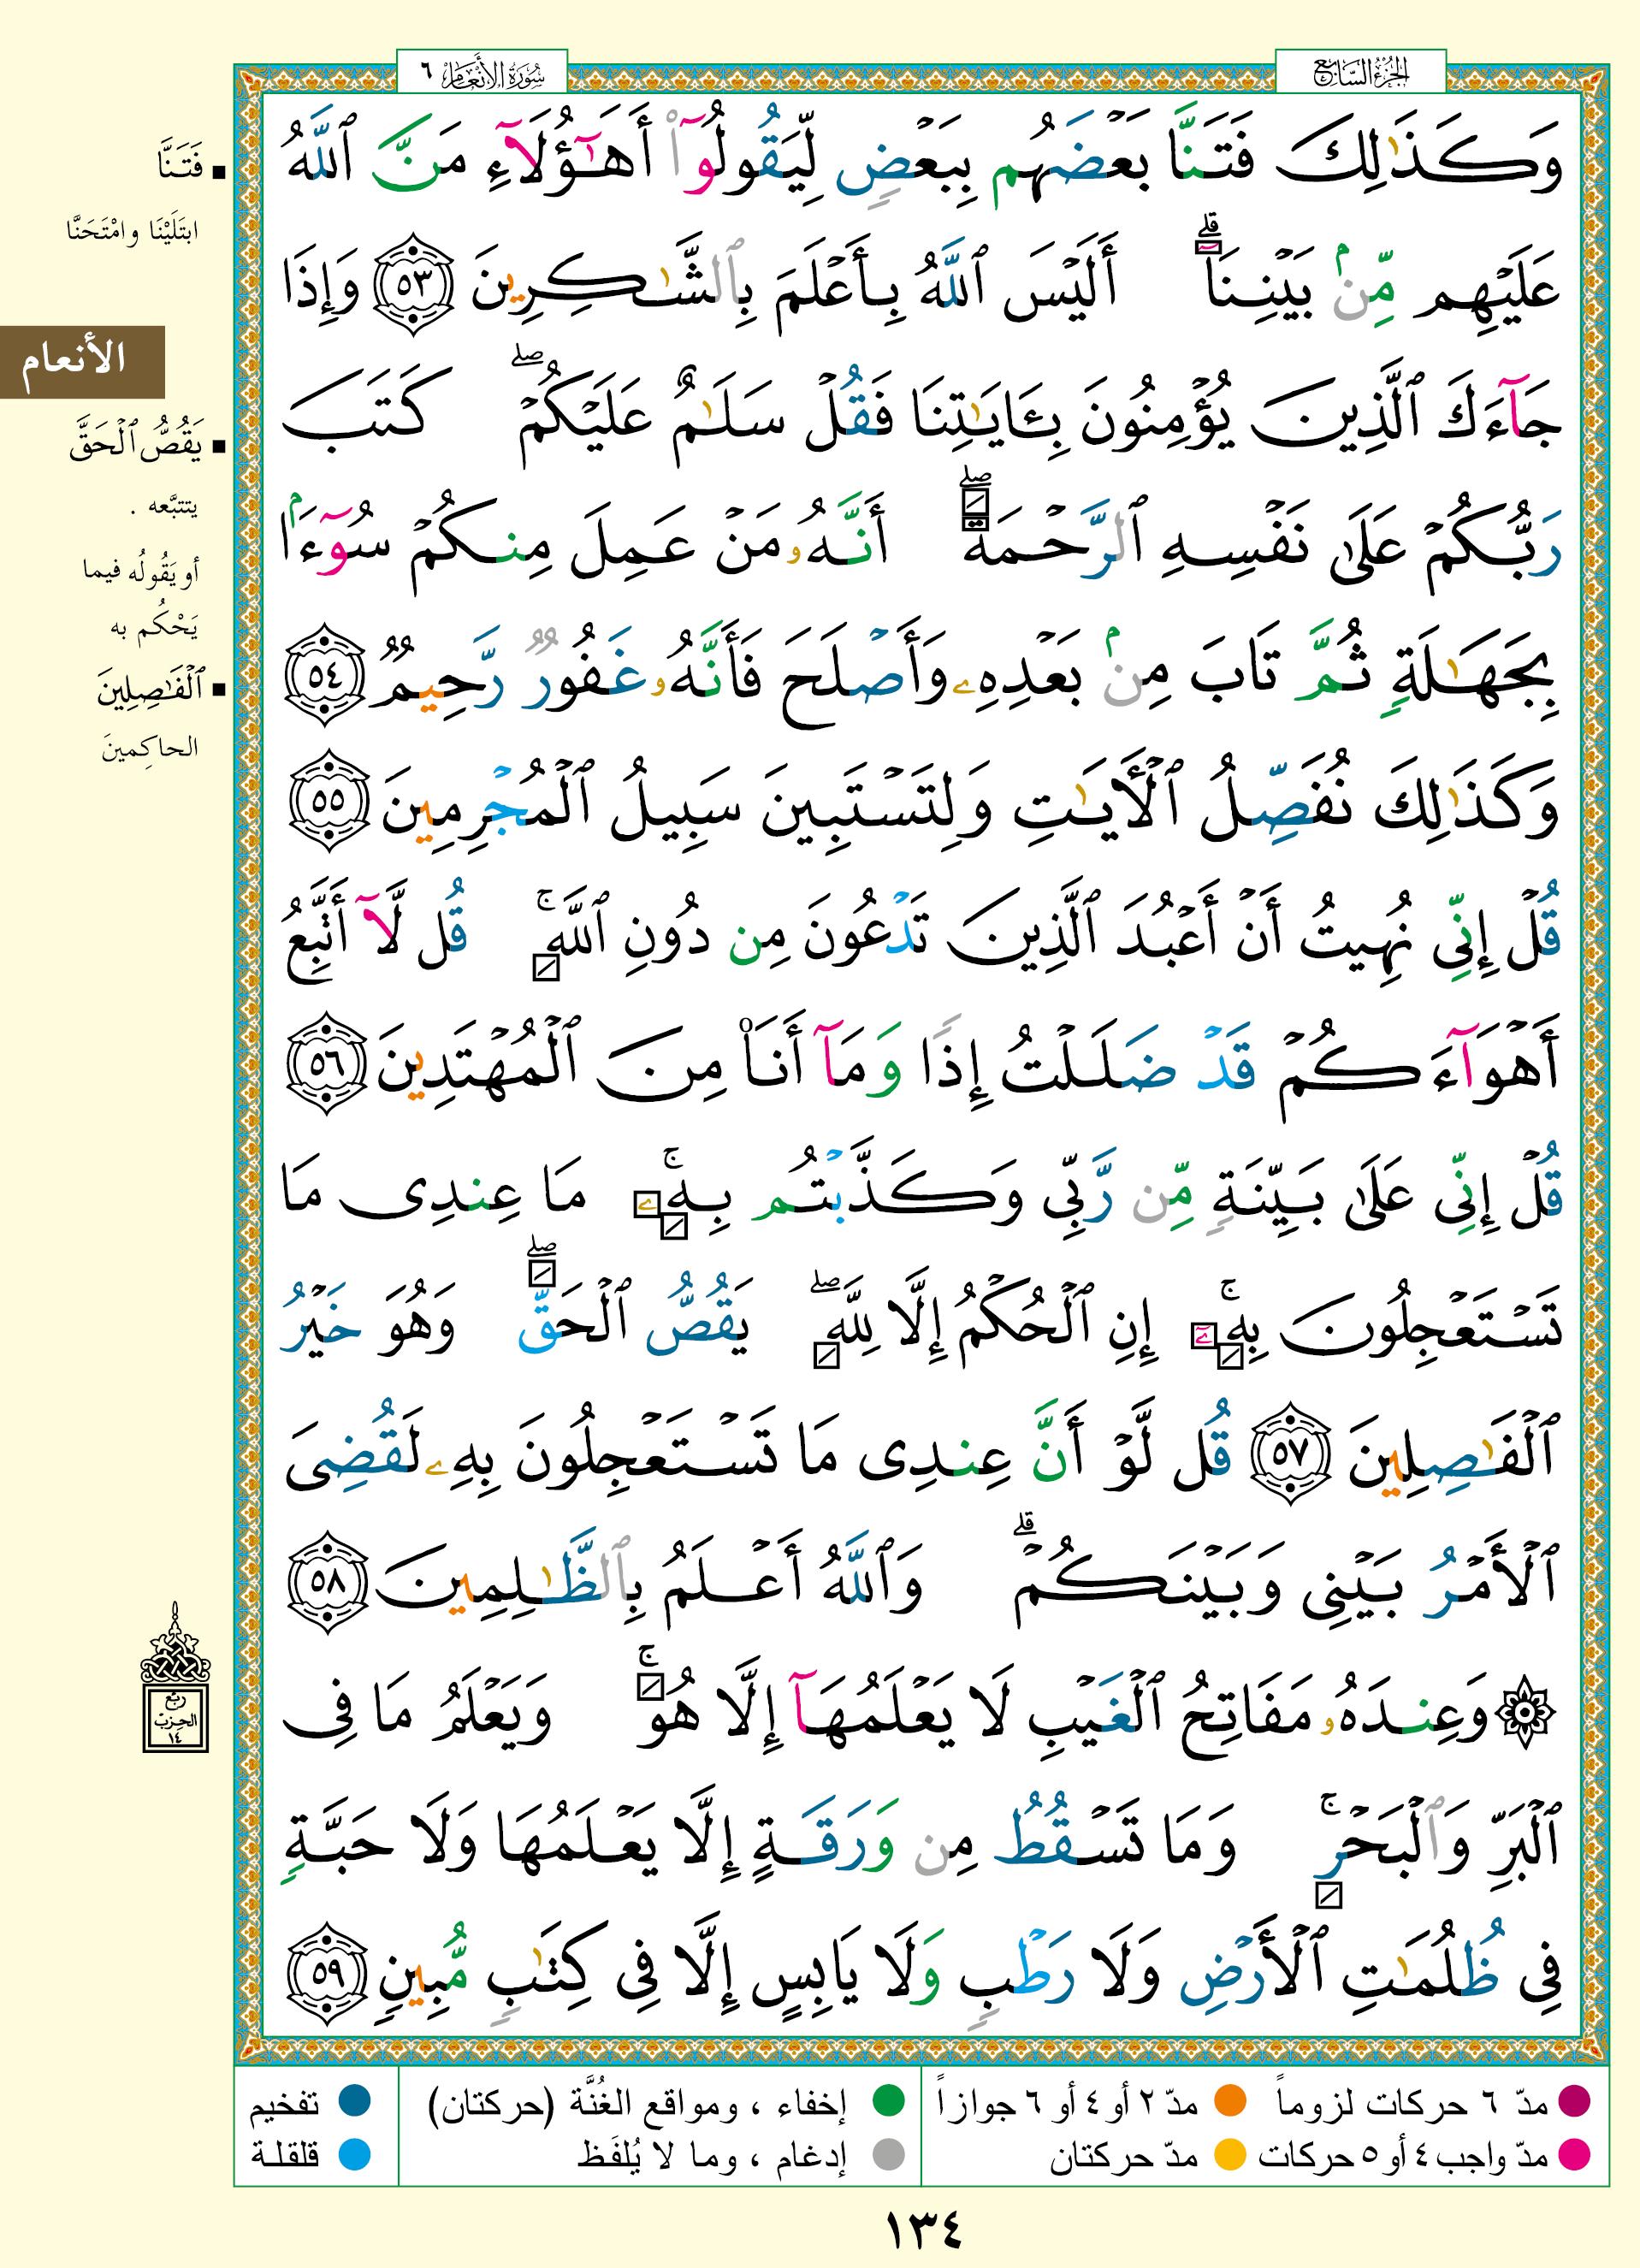 الجزء السابع
سورة الأنعام ٦
وَكَذَٰلِكَ فَتَنَّا بَعْضَهُم بِبَعْضٍ لِّيَقُولُوٓا۟ أَهَـٰٓؤُلَآءِ مَنَّ ٱللَّهُ
عَلَيْهِم مِّنۢ بَيْنِنَآ ۗ أَلَيْسَ ٱللَّهُ بِأَعْلَمَ بِٱلشَّـٰكِرِينَ ٥٣ وَإِذَا
جَآءَكَ ٱلَّذِينَ يُؤْمِنُونَ بِـَٔايَـٰتِنَا فَقُلْ سَلَـٰمٌ عَلَيْكُمْ ۖ كَتَبَ
رَبُّكُمْ عَلَىٰ نَفْسِهِ ٱلرَّحْمَةَ ۖ أَنَّهُۥ مَنْ عَمِلَ مِنكُمْ سُوٓءًۢا
بِجَهَـٰلَةٍ ثُمَّ تَابَ مِنۢ بَعْدِهِۦ وَأَصْلَحَ فَأَنَّهُۥ غَفُورٌ رَّحِيمٌ ٥٤
وَكَذَٰلِكَ نُفَصِّلُ ٱلْـَٔايَـٰتِ وَلِتَسْتَبِينَ سَبِيلُ ٱلْمُجْرِمِينَ ٥٥
قُلْ إِنِّى نُهِيتُ أَنْ أَعْبُدَ ٱلَّذِينَ تَدْعُونَ مِن دُونِ ٱللَّهِ ۚ قُل لَّآ أَتَّبِعُ
أَهْوَآءَكُمْ قَدْ ضَلَلْتُ إِذًا وَمَآ أَنَا۠ مِنَ ٱلْمُهْتَدِينَ ٥٦
قُلْ إِنِّى عَلَىٰ بَيِّنَةٍ مِّن رَّبِّى وَكَذَّبْتُم بِهِۦ ۚ مَا عِندِى مَا
تَسْتَعْجِلُونَ بِهِۦٓ ۚ إِنِ ٱلْحُكْمُ إِلَّا لِلَّهِ ۖ يَقُصُّ ٱلْحَقَّ ۖ وَهُوَ خَيْرُ
ٱلْفَـٰصِلِينَ ٥٧ قُل لَّوْ أَنَّ عِندِى مَا تَسْتَعْجِلُونَ بِهِۦ لَقُضِىَ
ٱلْأَمْرُ بَيْنِى وَبَيْنَكُمْ ۗ وَٱللَّهُ أَعْلَمُ بِٱلظَّـٰلِمِينَ ٥٨
۞ وَعِندَهُۥ مَفَاتِحُ ٱلْغَيْبِ لَا يَعْلَمُهَآ إِلَّا هُوَ ۚ وَيَعْلَمُ مَا فِى
ٱلْبَرِّ وَٱلْبَحْرِ ۚ وَمَا تَسْقُطُ مِن وَرَقَةٍ إِلَّا يَعْلَمُهَا وَلَا حَبَّةٍ
فِى ظُلُمَـٰتِ ٱلْأَرْضِ وَلَا رَطْبٍ وَلَا يَابِسٍ إِلَّا فِى كِتَـٰبٍ مُّبِينٍ ٥٩
فَتَنَّا
ابتَلَيْنَا وامْتَحَنَّا
الأنعام
يَقُصُّ ٱلْحَقَّ
يتتبَّعه .
أو يَقُولُه فيما
يَحْكُم به
ٱلْفَـٰصِلِينَ
الحاكِمينَ
ربع
الحزب
١٤
مدّ ٦ حركات لزوماً
مدّ ٢ أو ٤ أو ٦ جوازاً
إخفاء ، ومواقع الغُنَّة (حركتان)
تفخيم
مدّ واجب ٤ أو ٥ حركات
مدّ حركتان
إدغام ، وما لا يُلفَظ
قلقلة
١٣٤